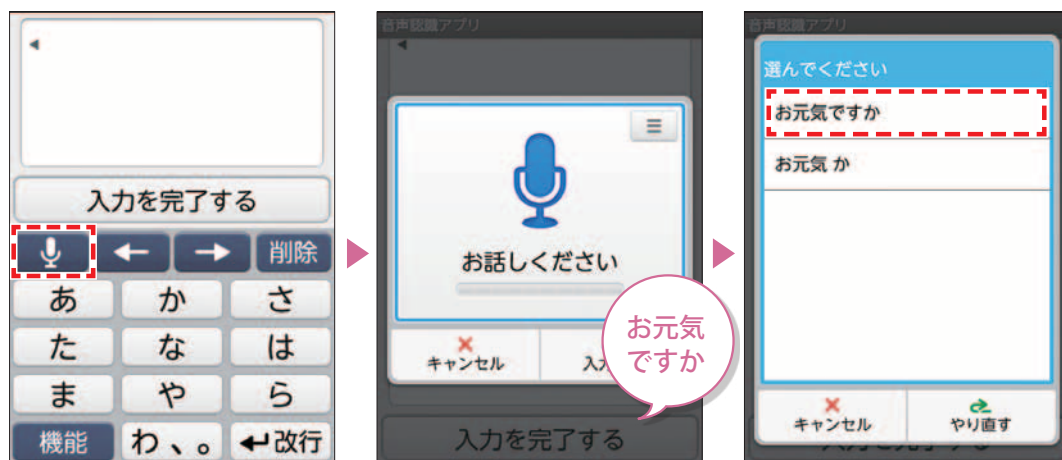 入力を完了する
削除
あ か さ
た な は
ま や ら
機能 わ、。 改行
音声認識アプリ
お話しください
キャンセル 入力
お元気
ですか
入力を完了する
音声認識アプリ
選んでください
お元気ですか
お元気 か
キャンセル やり直す